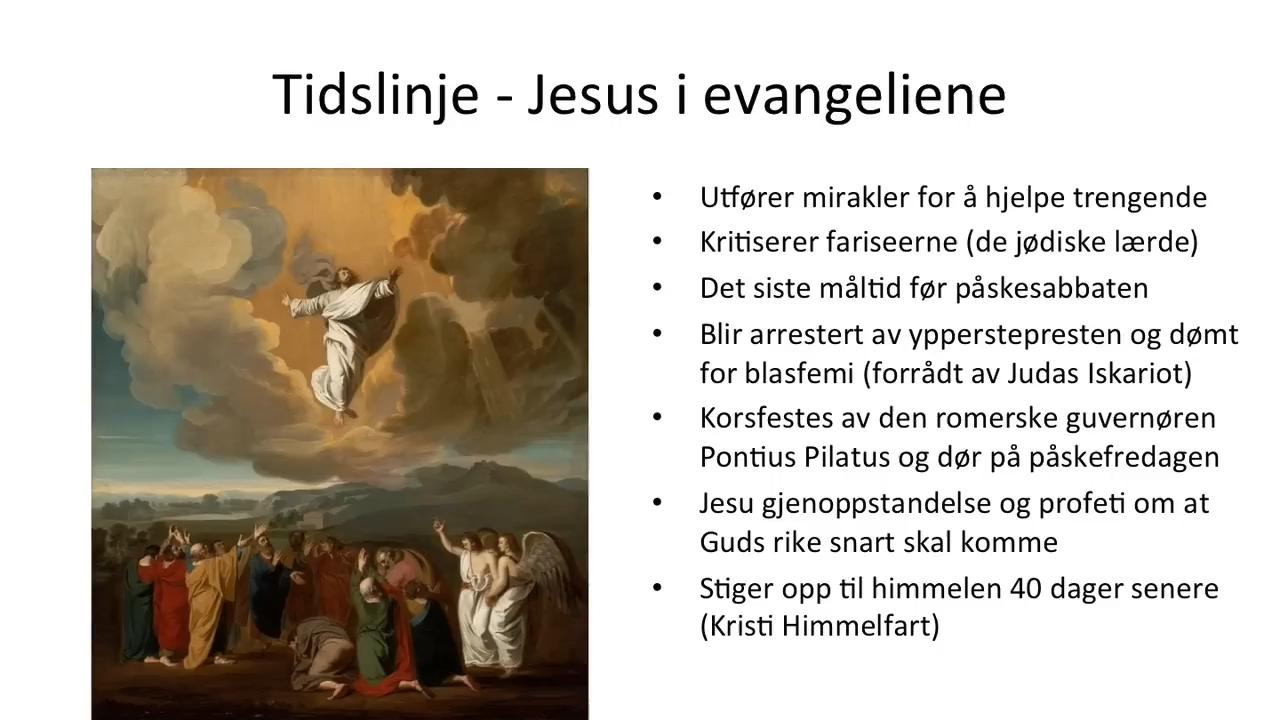 Tidslinje - Jesus i evangeliene
• Utfører mirakler for å hjelpe trengende
• Kritiserer fariseerne (de jødiske lærde)
• Det siste måltid før påskesabbaten
• Blir arrestert av ypperstepresten og dømt
for blasfemi (forrådt av Judas Iskariot)
• Korsfestes av den romerske guvernøren
Pontius Pilatus og dør på påskefredagen
• Jesu gjenoppstandelse og profeti om at
Guds rike snart skal komme
• Stiger opp til himmelen 40 dager senere
(Kristi Himmelfart)